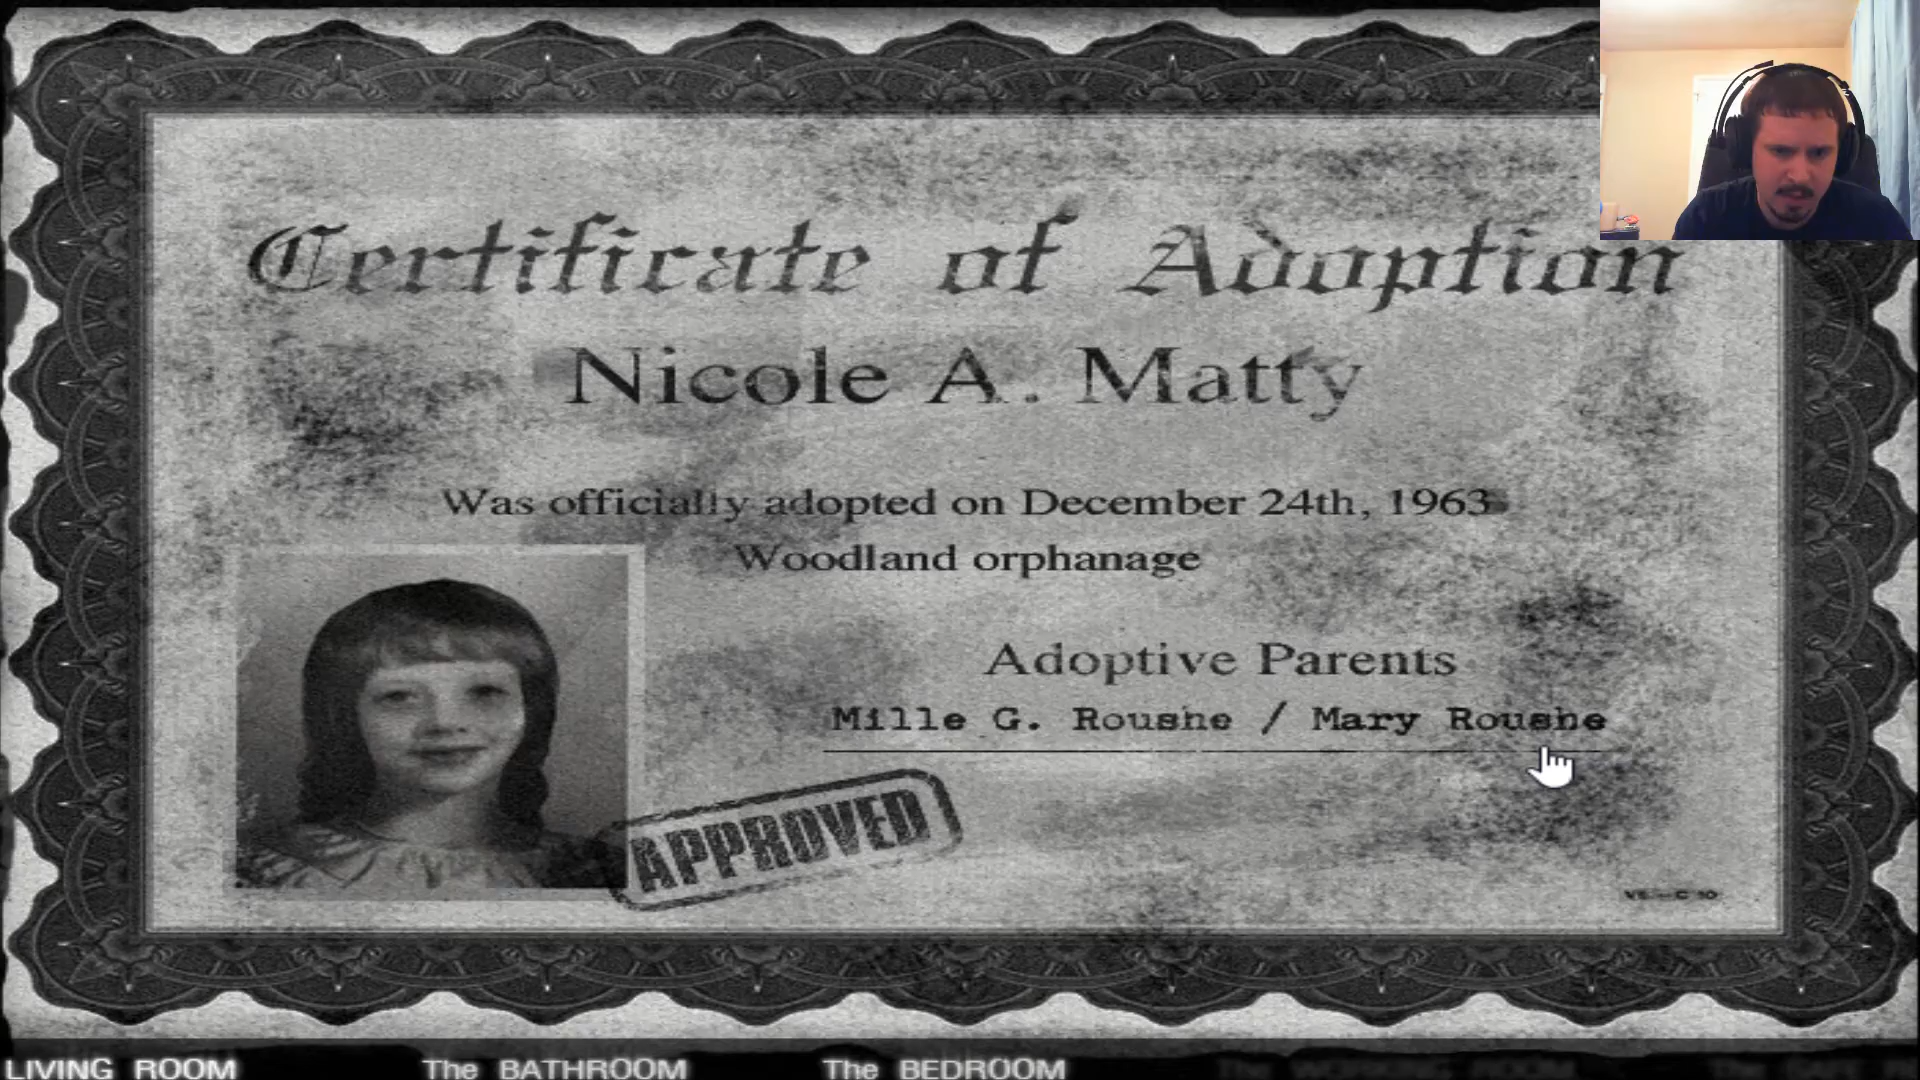 Certificate of Adoption
Nicole A. Matty
Was officially adopted on December 24th, 1963
Woodland orphanage
Adoptive Parents
Mille G. Roushe / Mary Roushe
APPROVED
LIVING ROOM The BATHROOM The BEDROOM